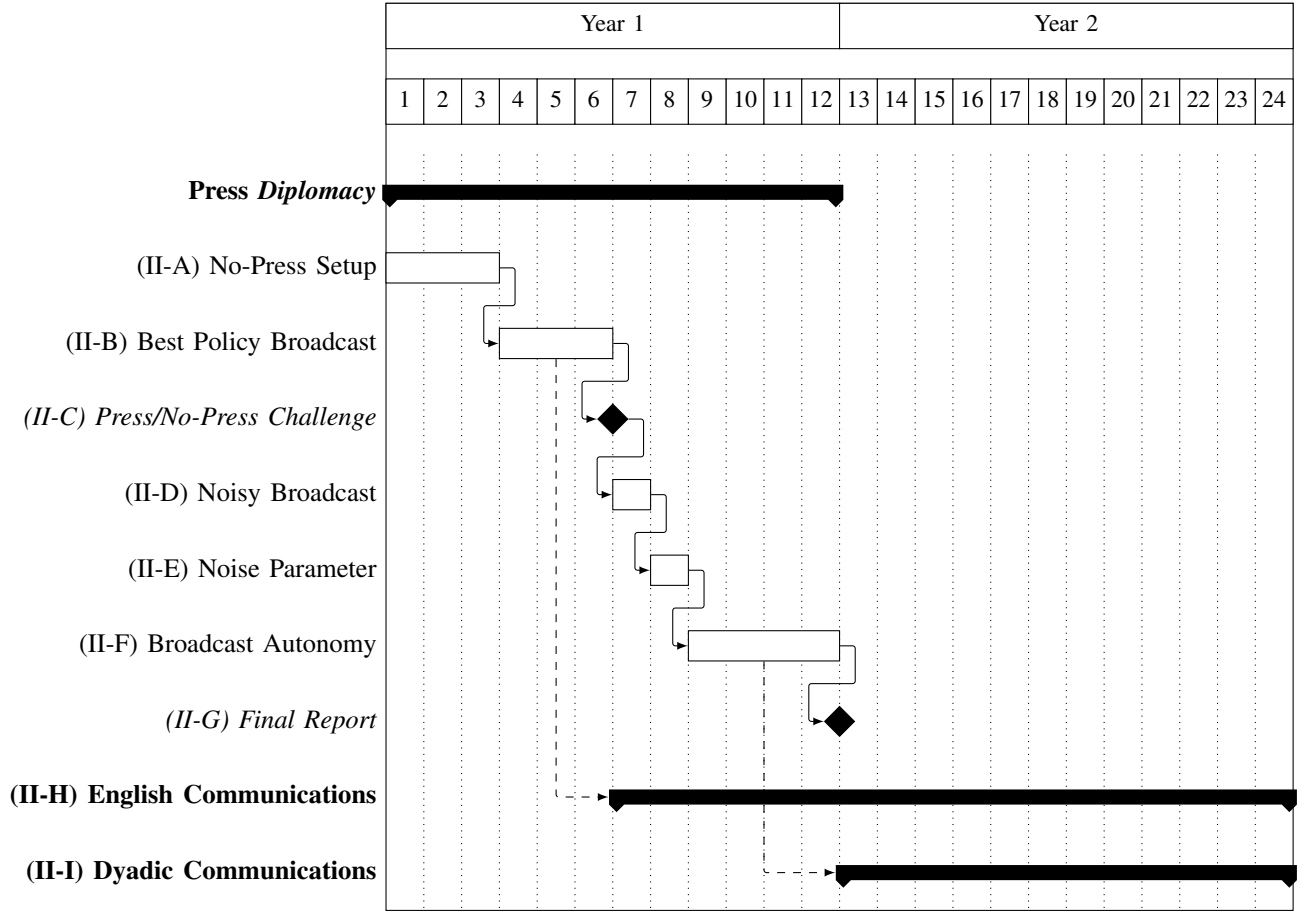 Year 1 Year 2
1 2 3 4 5 6 7 8 9 10 11 12 13 14 15 16 17 18 19 20 21 22 23 24
Press Diplomacy
(II-A) No-Press Setup
(II-B) Best Policy Broadcast
(II-C) Press/No-Press Challenge
(II-D) Noisy Broadcast
(II-E) Noise Parameter
(II-F) Broadcast Autonomy
(II-G) Final Report
(II-H) English Communications
(II-I) Dyadic Communications